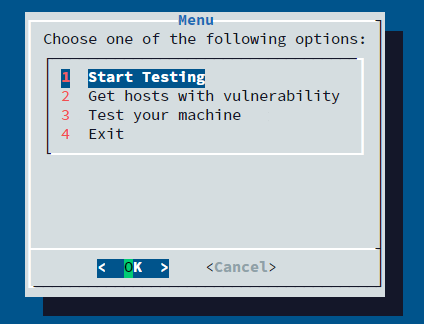 Menu
Choose one of the following options:
1 Start Testing
2 Get hosts with vulnerability
3 Test your machine
4 Exit
< OK > <Cancel>